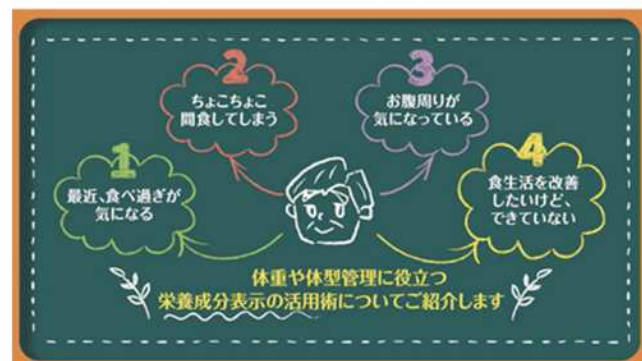 1
最近、食べ過ぎが
気になる
2
ちょこちょこ
間食してしまう
3
お腹周りが
気になっている
4
食生活を改善
したいけど、
できていない
体重や体型管理に役立つ
栄養成分表示の活用術についてご紹介します